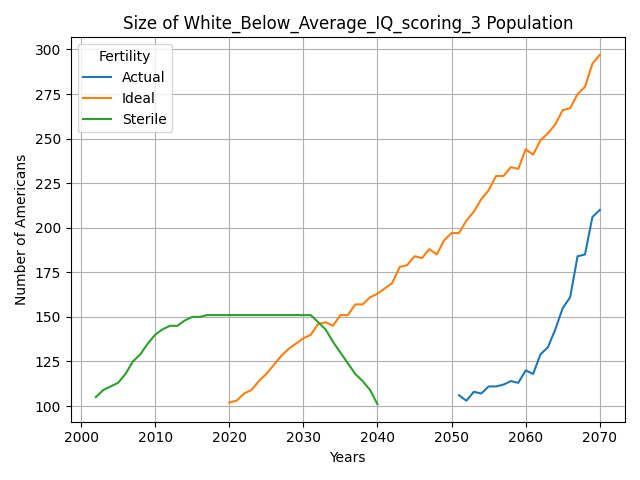 Size of White_Below_Average_IQ_scoring_3 Population
Fertility
Actual
Ideal
Sterile
Number of Americans
300
275
250
225
200
175
150
125
100
2000 2010 2020 2030 2040 2050 2060 2070
Years